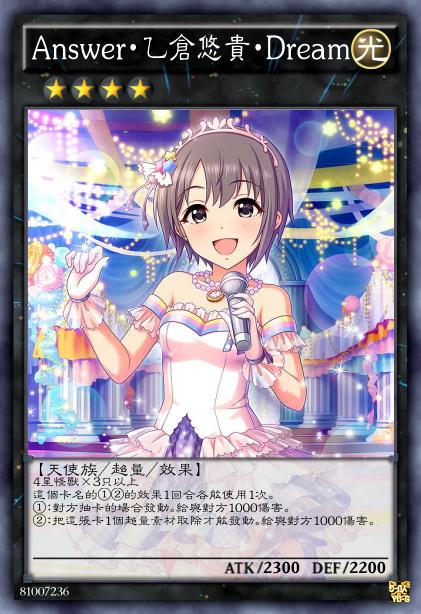 Answer·乙倉悠貴·Dream 光
【天使族／超量／效果】
4星怪獸×3只以上
這個卡名的①②的效果1回合各能使用1次。
①:對方抽卡的場合發動。給與對方1000傷害。
②:把這張卡1個超量素材取除才能發動。給與對方1000傷害。
ATK/2300 DEF/2200
81007236